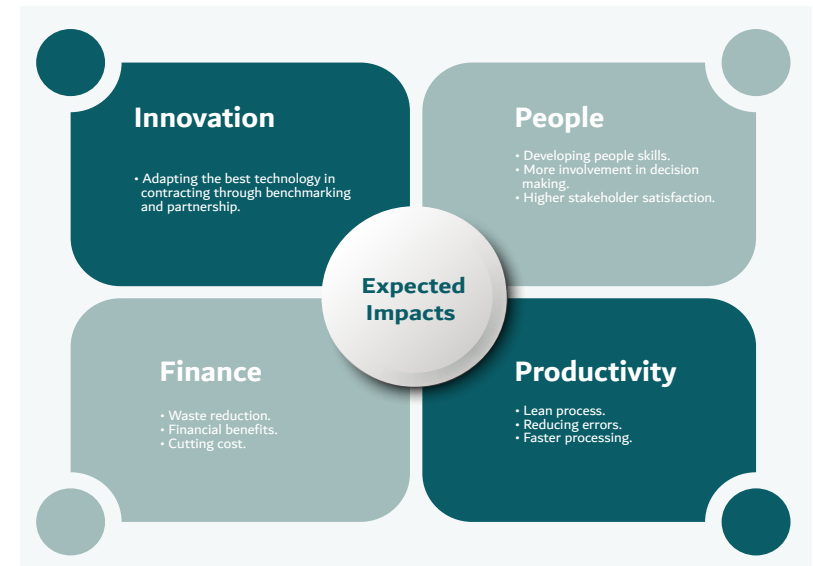 Innovation
• Adapting the best technology in
contracting through benchmarking
and partnership.
People
• Developing people skills.
• More involvement in decision
making.
• Higher stakeholder satisfaction.
Expected
Impacts
Finance
• Waste reduction.
• Financial benefits.
• Cutting cost.
Productivity
• Lean process.
• Reducing errors.
• Faster processing.